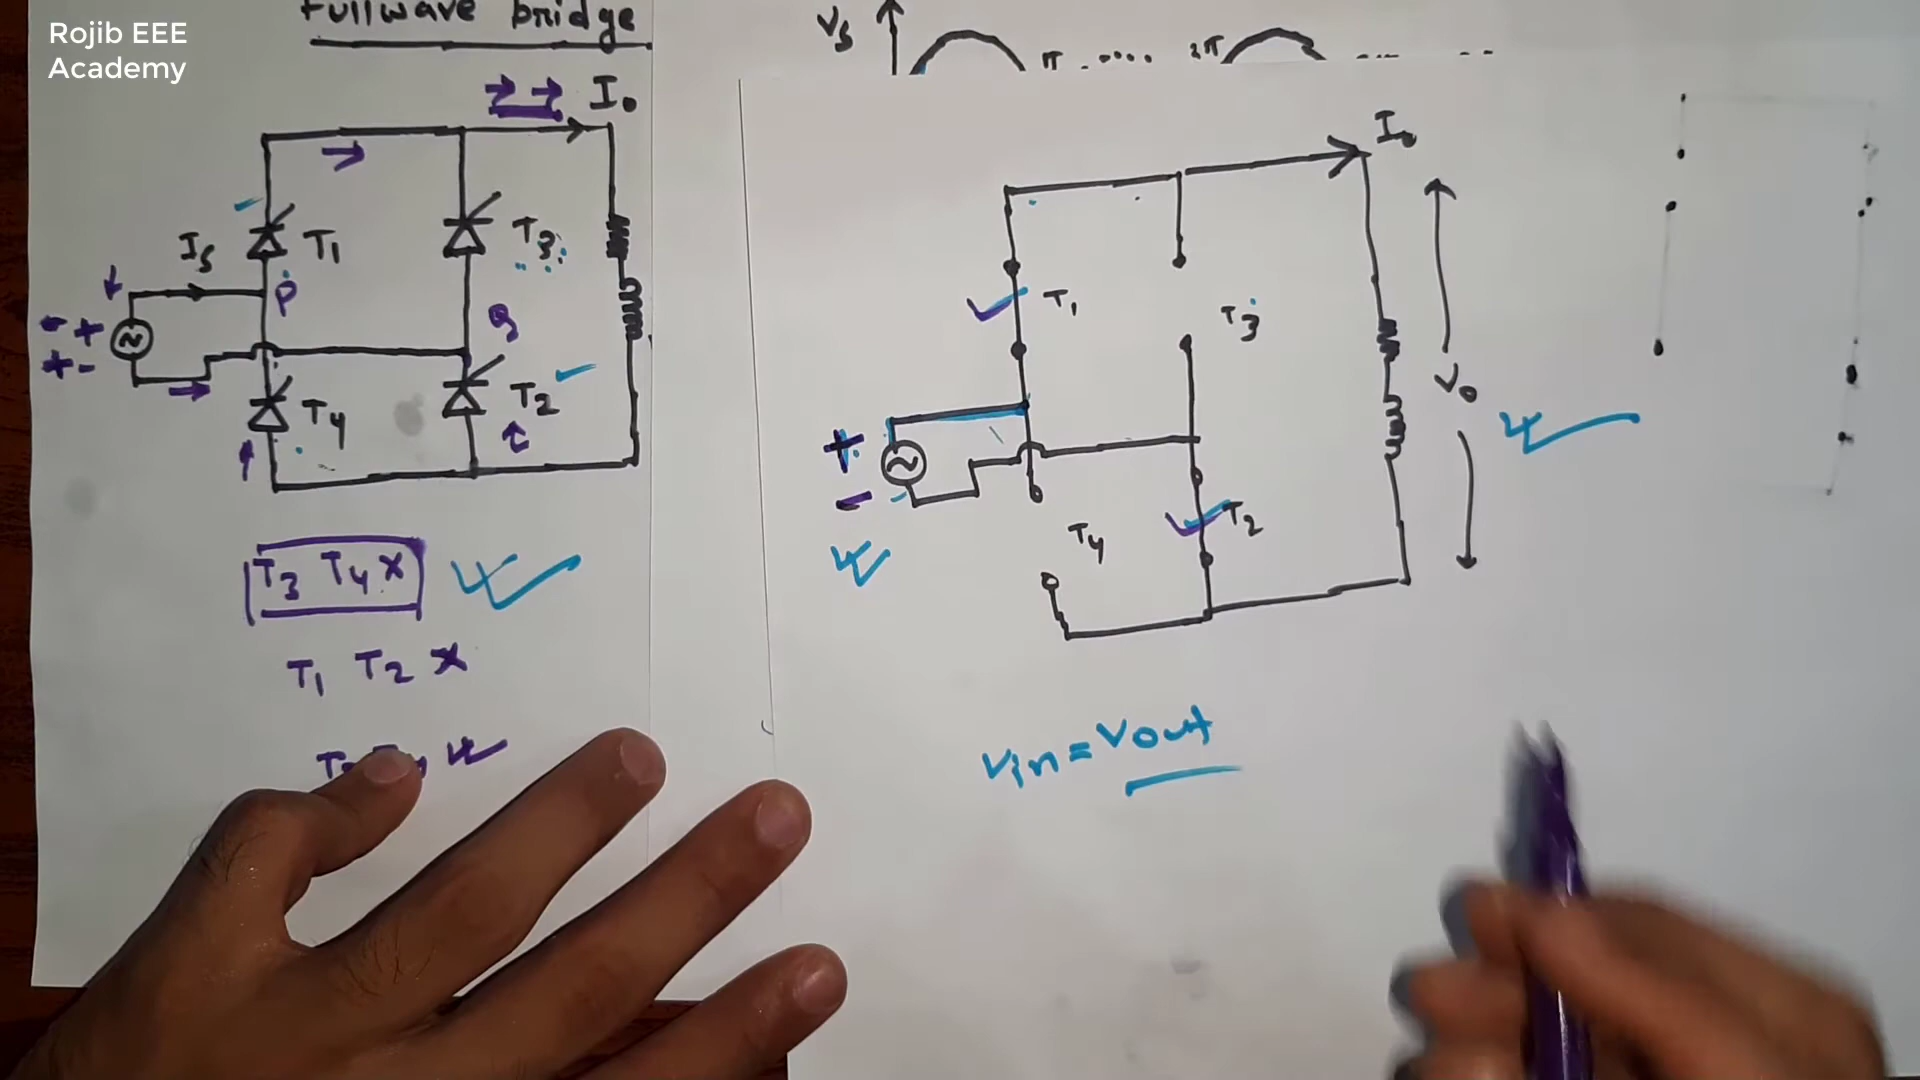 Rojib EEE
Academy
Fullwave bridge
Vs
π
2π
I0
T1
T3
Is
P
Q
- +
+ -
T4
T2
T3 T4 x
T1 T2 x
I0
T1
T3
V0
+
-
T4
T2
Vin = Vout